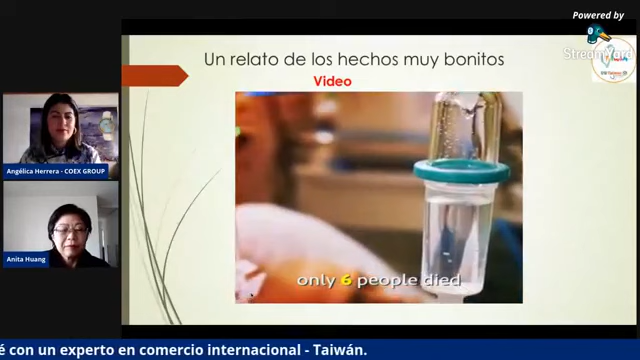 Powered by
StreamYard
Un relato de los hechos muy bonitos
Video
Angélica Herrera - COEX GROUP
Anita Huang
only 6 people died
é con un experto en comercio internacional - Taiwán.